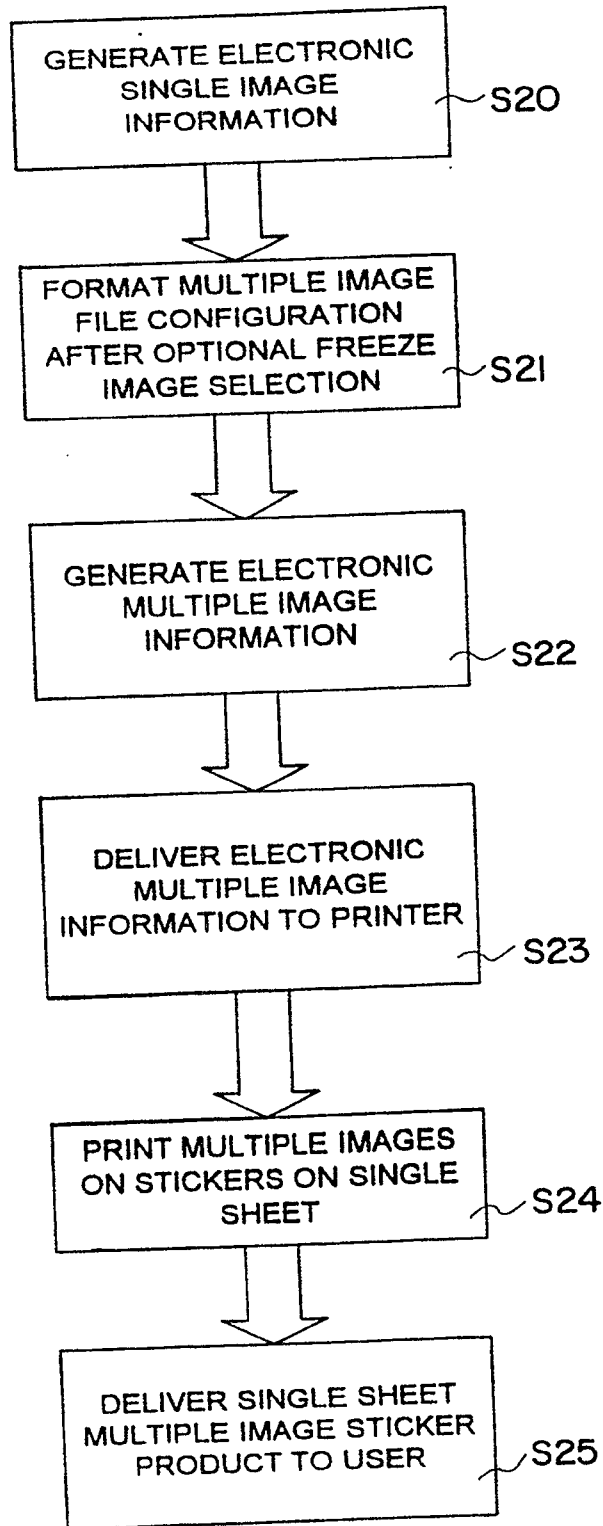 GENERATE ELECTRONIC
SINGLE IMAGE
INFORMATION
S20
FORMAT MULTIPLE IMAGE
FILE CONFIGURATION
AFTER OPTIONAL FREEZE
IMAGE SELECTION
S21
GENERATE ELECTRONIC
MULTIPLE IMAGE
INFORMATION
S22
DELIVER ELECTRONIC
MULTIPLE IMAGE
INFORMATION TO PRINTER
S23
PRINT MULTIPLE IMAGES
ON STICKERS ON SINGLE
SHEET
S24
DELIVER SINGLE SHEET
MULTIPLE IMAGE STICKER
PRODUCT TO USER
S25